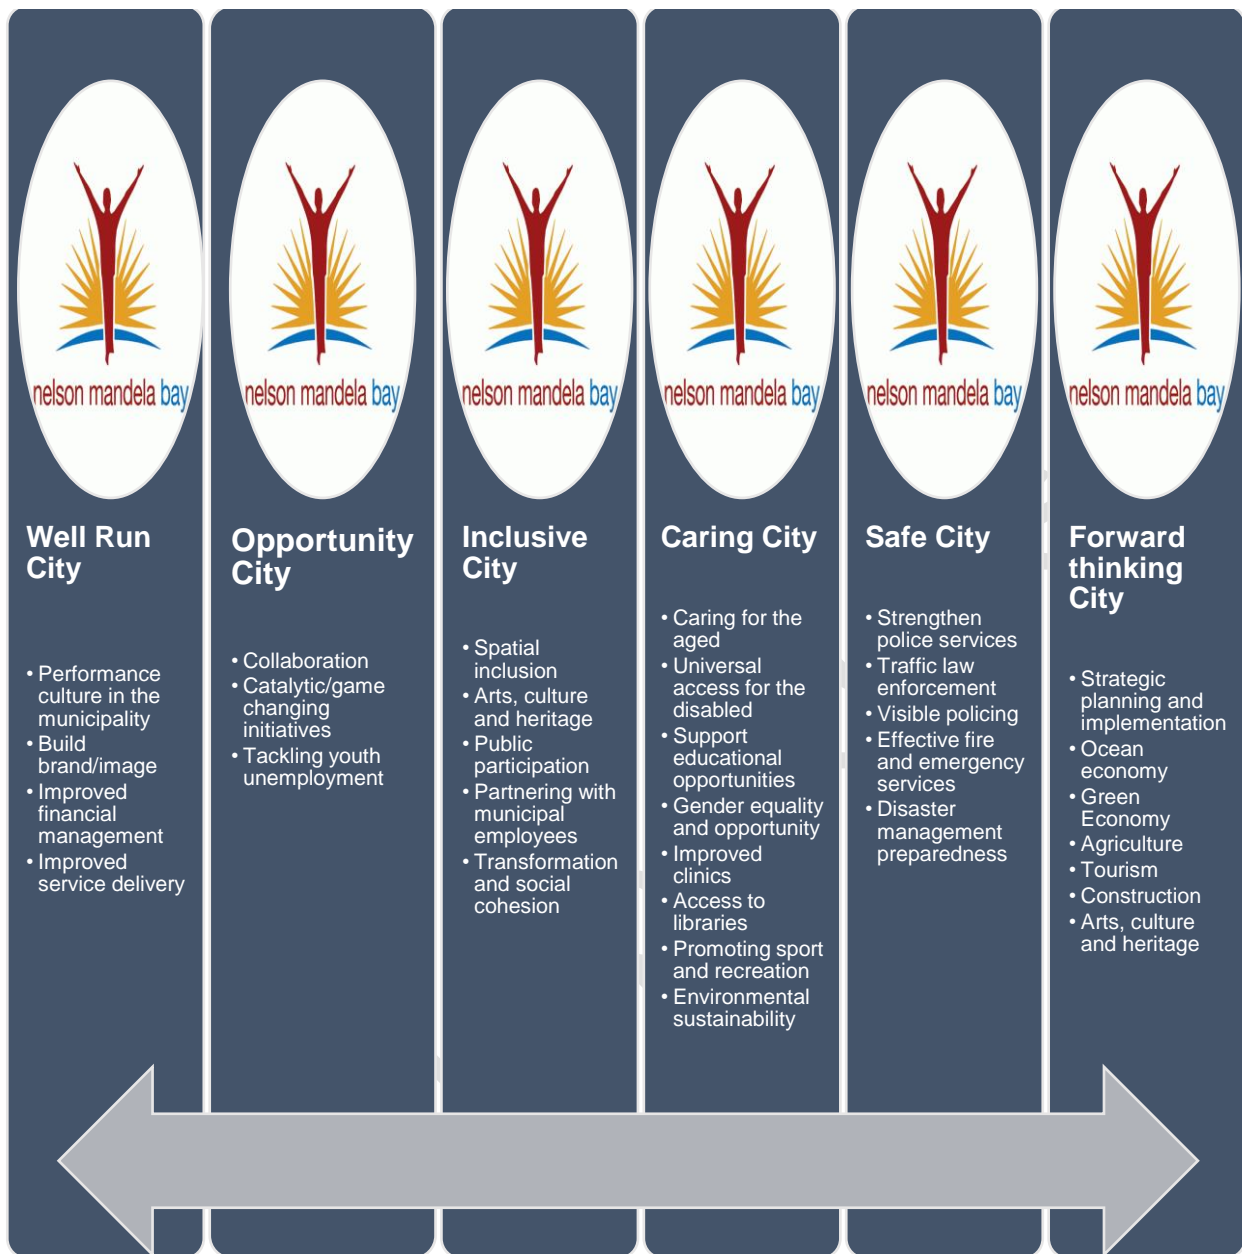 nelson mandela bay
Well Run
City
• Performance
culture in the
municipality
• Build
brand/image
• Improved
financial
management
• Improved
service delivery
nelson mandela bay
Opportunity
City
• Collaboration
• Catalytic/game
changing
initiatives
• Tackling youth
unemployment
nelson mandela bay
Inclusive
City
• Spatial
inclusion
• Arts, culture
and heritage
• Public
participation
• Partnering with
municipal
employees
• Transformation
and social
cohesion
nelson mandela bay
Caring City
• Caring for the
aged
• Universal
access for the
disabled
• Support
educational
opportunities
• Gender equality
and opportunity
• Improved
clinics
• Access to
libraries
• Promoting sport
and recreation
• Environmental
sustainability
nelson mandela bay
Safe City
• Strengthen
police services
• Traffic law
enforcement
• Visible policing
• Effective fire
and emergency
services
• Disaster
management
preparedness
nelson mandela bay
Forward
thinking
City
• Strategic
planning and
implementation
• Ocean
economy
• Green
Economy
• Agriculture
• Tourism
• Construction
• Arts, culture
and heritage